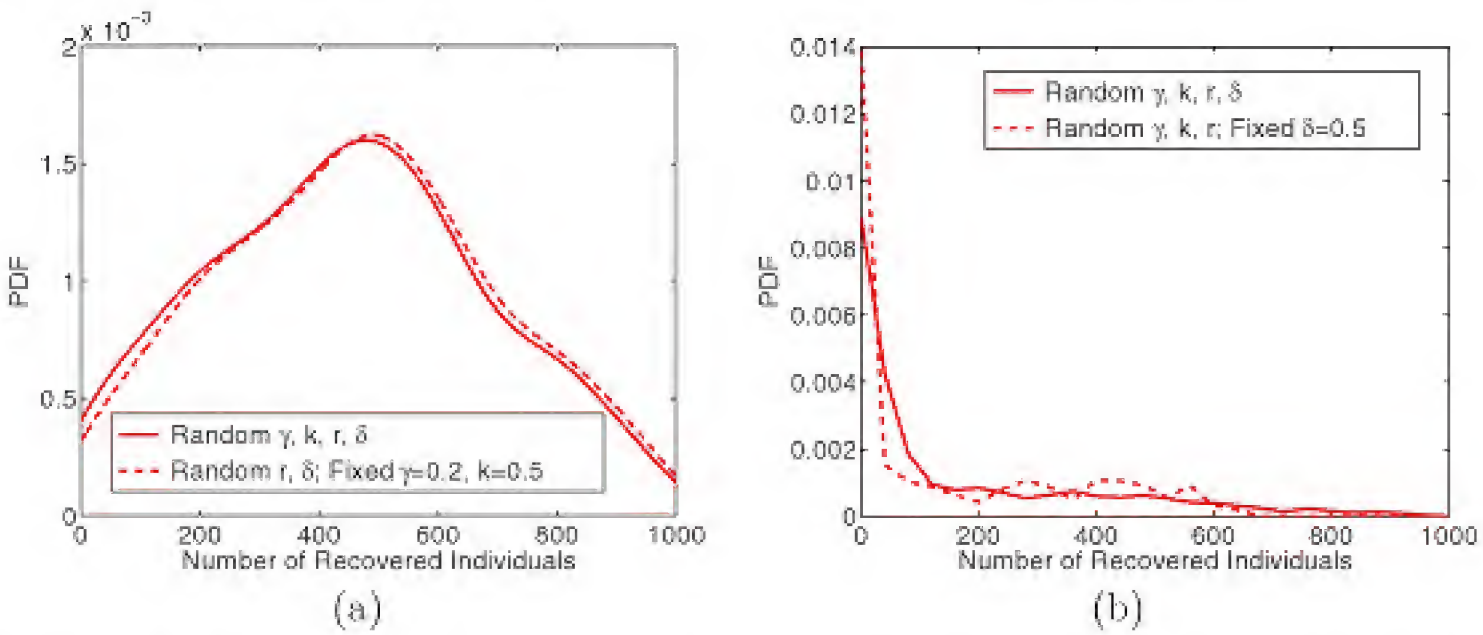 2 x 10⁻³
1.5
1
0.5
0
PDF
Random γ, k, r, δ
Random r, δ; Fixed γ=0.2, k=0.5
0 200 400 600 800 1000
Number of Recovered Individuals
(a)
0.014
0.012
0.01
0.008
0.006
0.004
0.002
0
PDF
Random γ, k, r, δ
Random γ, k, r; Fixed δ=0.5
0 200 400 600 800 1000
Number of Recovered Individuals
(b)